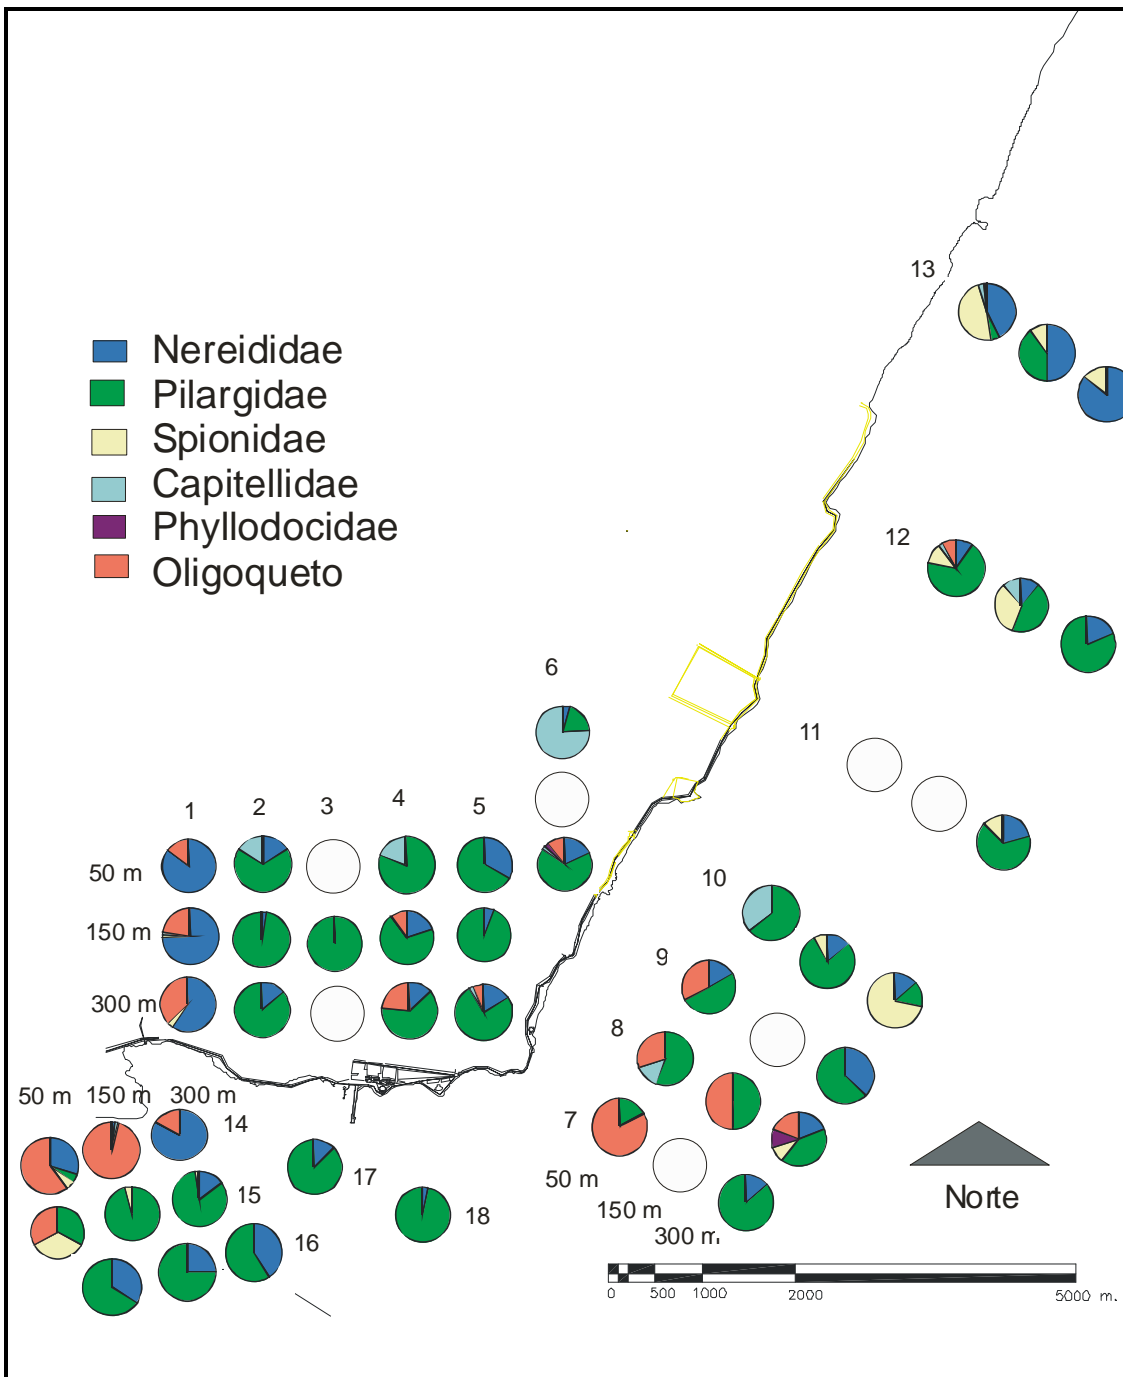 13
Nereididae
Pilargidae
Spionidae
Capitellidae
Phyllodocidae
Oligoqueto
12
6
11
1 2 3 4 5
50 m
150 m
300 m
10
9
8
7
50 m 150 m 300 m
14
15
16
17
18
50 m
150 m
300 m.
Norte
0 500 1000 2000 5000 m.